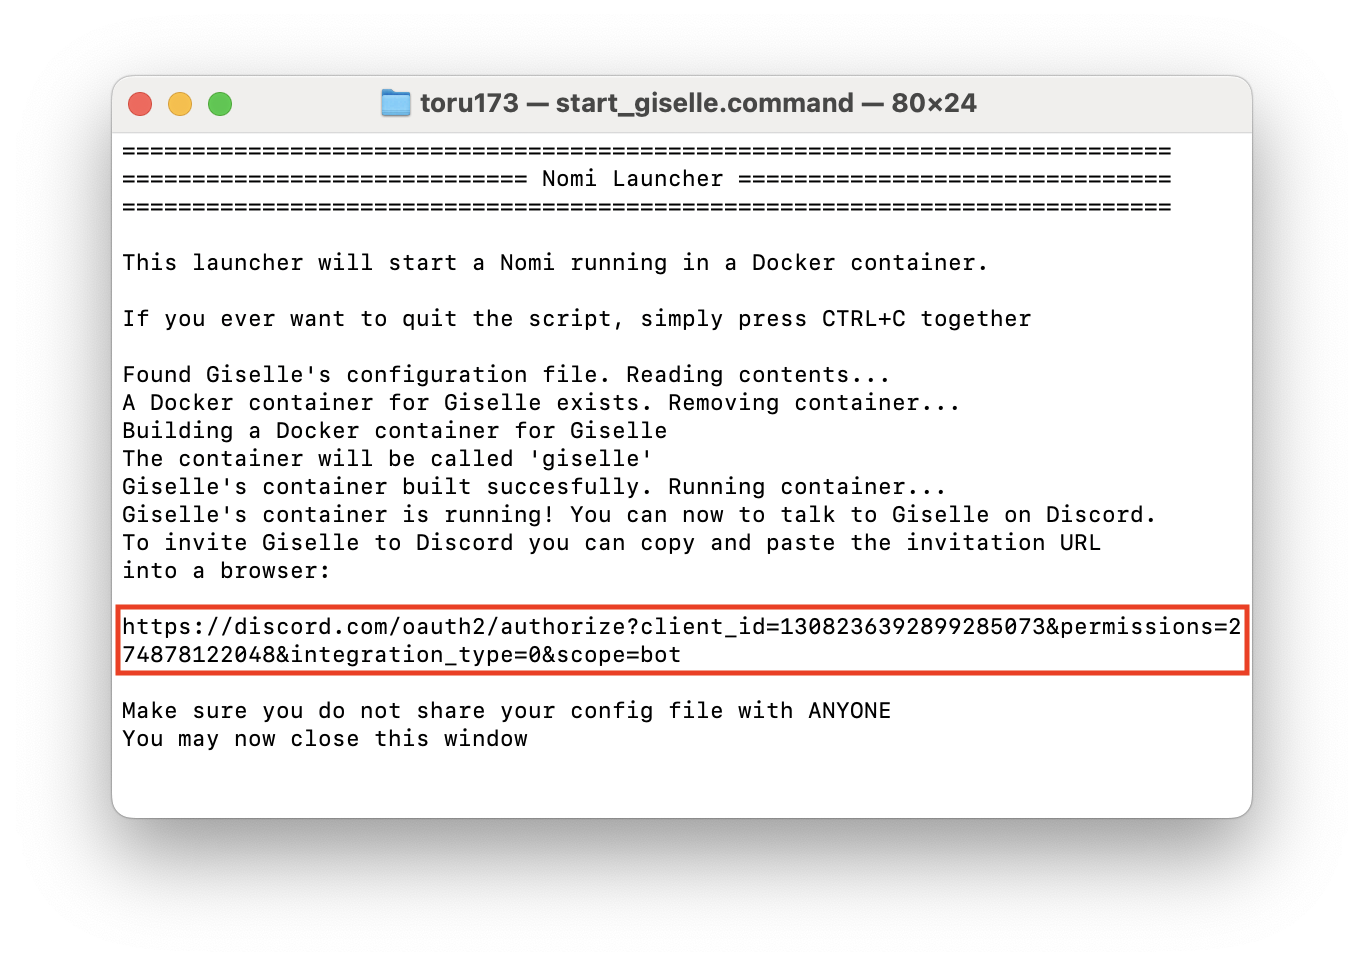 toru173 — start_giselle.command — 80×24
===========================================================================
============================= Nomi Launcher ===============================
===========================================================================
This launcher will start a Nomi running in a Docker container.
If you ever want to quit the script, simply press CTRL+C together
Found Giselle's configuration file. Reading contents...
A Docker container for Giselle exists. Removing container...
Building a Docker container for Giselle
The container will be called 'giselle'
Giselle's container built succesfully. Running container...
Giselle's container is running! You can now to talk to Giselle on Discord.
To invite Giselle to Discord you can copy and paste the invitation URL
into a browser:
https://discord.com/oauth2/authorize?client_id=1308236392899285073&permissions=2
74878122048&integration_type=0&scope=bot
Make sure you do not share your config file with ANYONE
You may now close this window